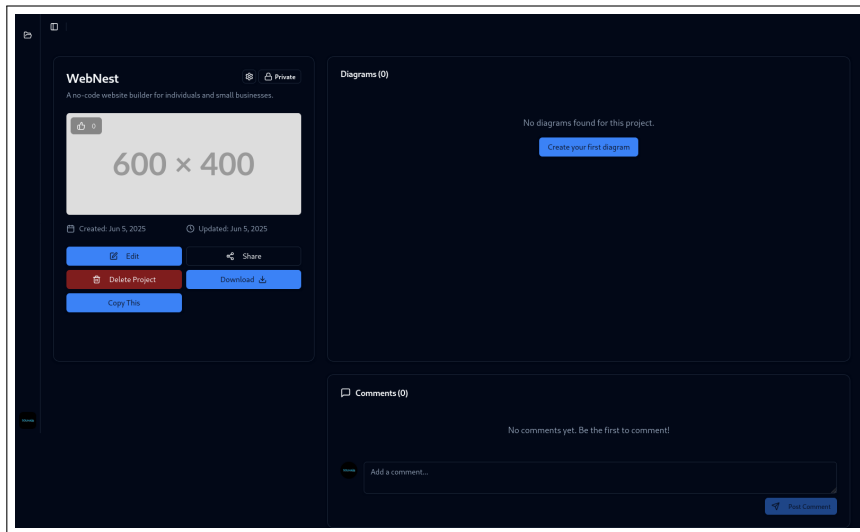 WebNest
Private
A no-code website builder for individuals and small businesses.
0
600 × 400
Created: Jun 5, 2025
Updated: Jun 5, 2025
Edit
Share
Delete Project
Download
Copy This
Diagrams (0)
No diagrams found for this project.
Create your first diagram
Comments (0)
No comments yet. Be the first to comment!
Add a comment...
Post Comment